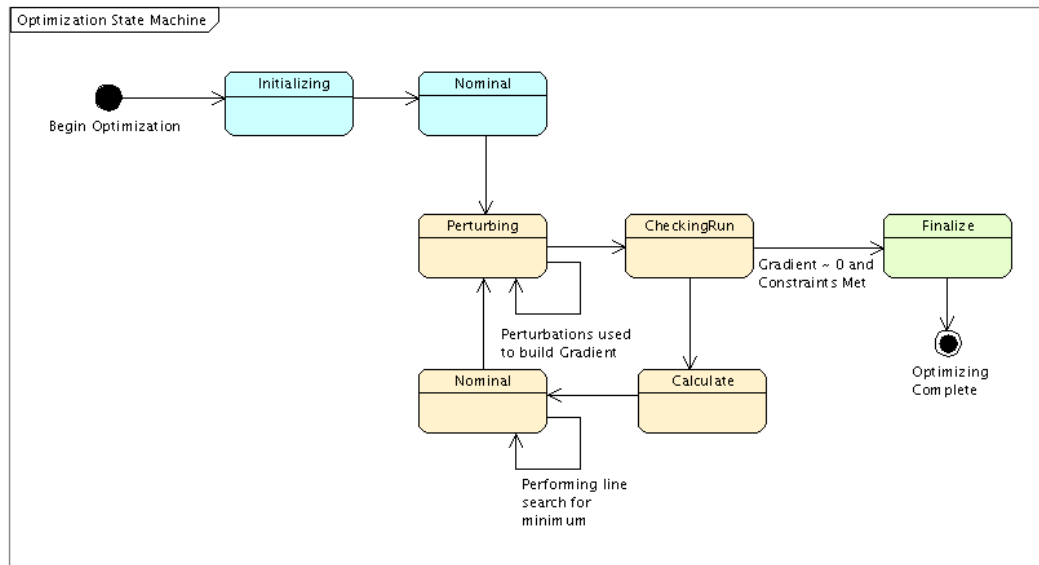 Optimization State Machine
Initializing
Nominal
Begin Optimization
Perturbing
CheckingRun
Finalize
Gradient ~ 0 and
Constraints Met
Perturbations used
to build Gradient
Nominal
Calculate
Optimizing
Complete
Performing line
search for
minimum